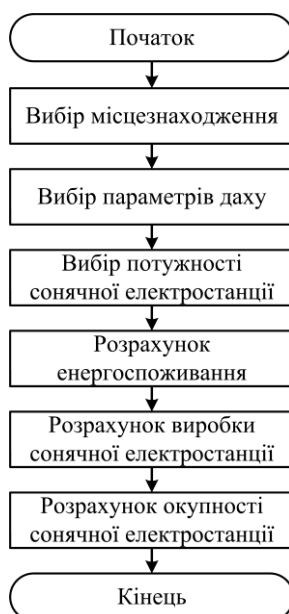 Початок
Вибір місцезнаходження
Вибір параметрів даху
Вибір потужності
сонячної електростанції
Розрахунок
енергоспоживання
Розрахунок виробки
сонячної електростанції
Розрахунок окупності
сонячної електростанції
Кінець